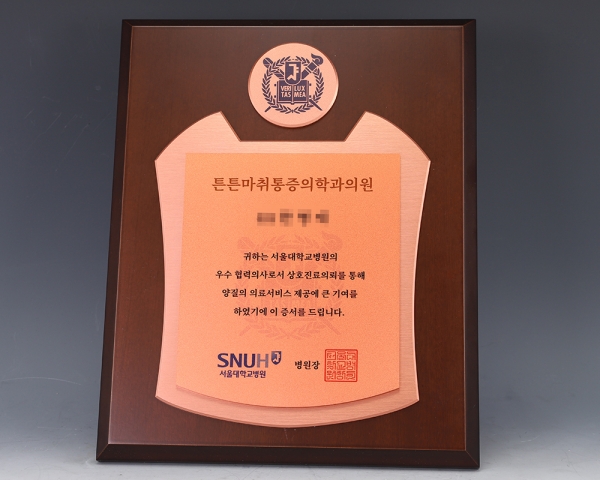 VERI LUX
TAS MEA
튼튼마취통증의학과의원
귀하는 서울대학교병원의
우수 협력의사로서 상호진료의뢰를 통해
양질의 의료서비스 제공에 큰 기여를
하였기에 이 증서를 드립니다.
SNUH
서울대학교병원
병원장